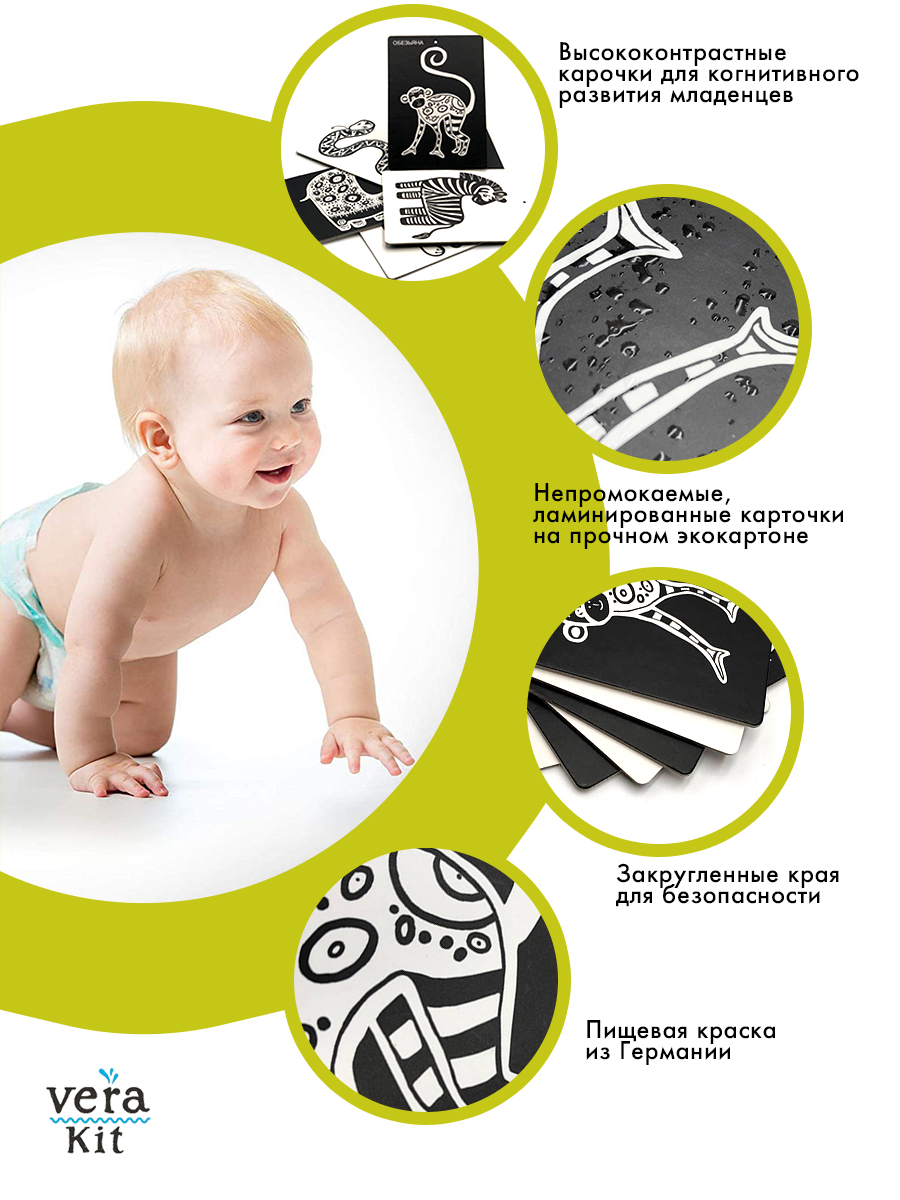 ОБЕЗЬЯНА
Высококонтрастные
карочки для когнитивного
развития младенцев
Непромокаемые,
ламинированные карточки
на прочном экокартоне
Закругленные края
для безопасности
Пищевая краска
из Германии
vera
Kit